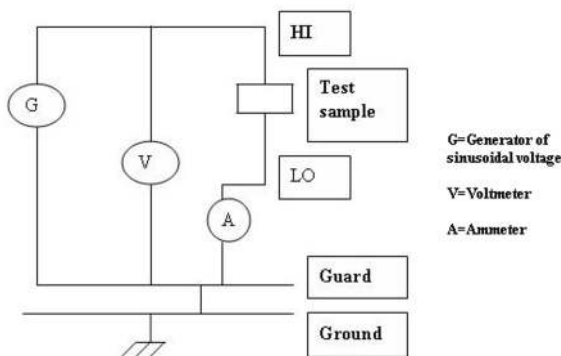 HI
G
Test
sample
V
G=Generator of
sinusoidal voltage
LO
V=Voltmeter
A
A=Ammeter
Guard
Ground